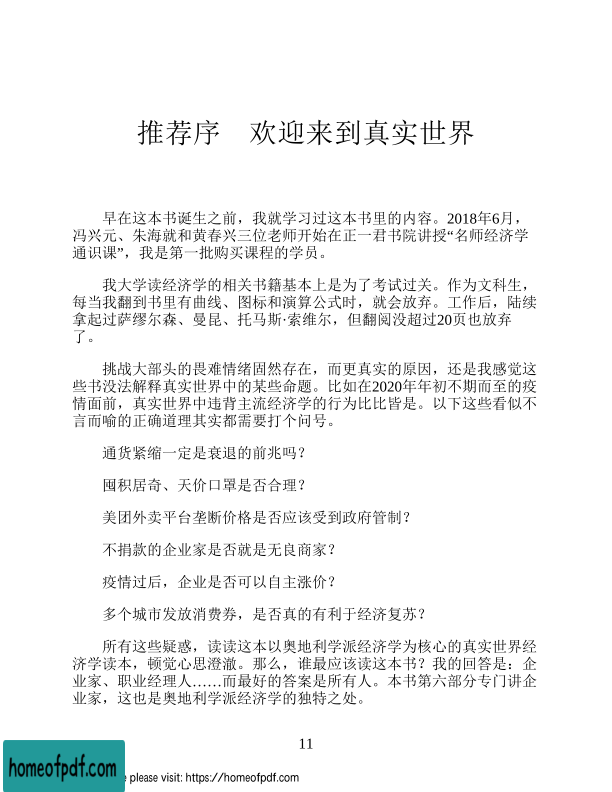 推荐序　欢迎来到真实世界
早在这本书诞生之前，我就学习过这本书里的内容。2018年6月，
冯兴元、朱海就和黄春兴三位老师开始在正一君书院讲授“名师经济学
通识课”，我是第一批购买课程的学员。
我大学读经济学的相关书籍基本上是为了考试过关。作为文科生，
每当我翻到书里有曲线、图标和演算公式时，就会放弃。工作后，陆续
拿起过萨缪尔森、曼昆、托马斯·索维尔，但翻阅没超过20页也放弃
了。
挑战大部头的畏难情绪固然存在，而更真实的原因，还是我感觉这
些书没法解释真实世界中的某些命题。比如在2020年年初不期而至的疫
情面前，真实世界中违背主流经济学的行为比比皆是。以下这些看似不
言而喻的正确道理其实都需要打个问号。
通货紧缩一定是衰退的前兆吗？
囤积居奇、天价口罩是否合理？
美团外卖平台垄断价格是否应该受到政府管制？
不捐款的企业家是否就是无良商家？
疫情过后，企业是否可以自主涨价？
多个城市发放消费券，是否真的有利于经济复苏？
所有这些疑惑，读读这本以奥地利学派经济学为核心的真实世界经
济学读本，顿觉心思澄澈。那么，谁最应该读这本书？我的回答是：企
业家、职业经理人……而最好的答案是所有人。本书第六部分专门讲企
业家，这也是奥地利学派经济学的独特之处。
11
homeofpdf.com
e please visit: https://homeofpdf.com